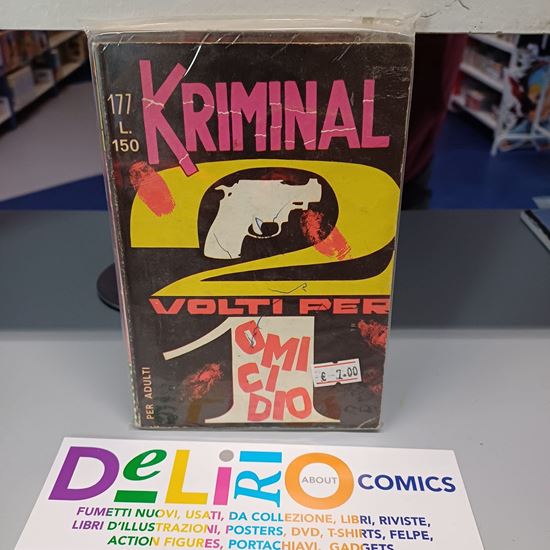 177
L.
150
KRIMINAL
2
VOLTI PER
1
OMI
CI
DIO
PER ADULTI
€ 7.00
DeLiRiO
ABOUT
COMICS
FUMETTI NUOVI, USATI, DA COLLEZIONE, LIBRI, RIVISTE,
LIBRI D'ILLUSTRAZIONI, POSTERS, DVD, T-SHIRTS, FELPE,
ACTION FIGURES, PORTACHIAVI, GADGETS